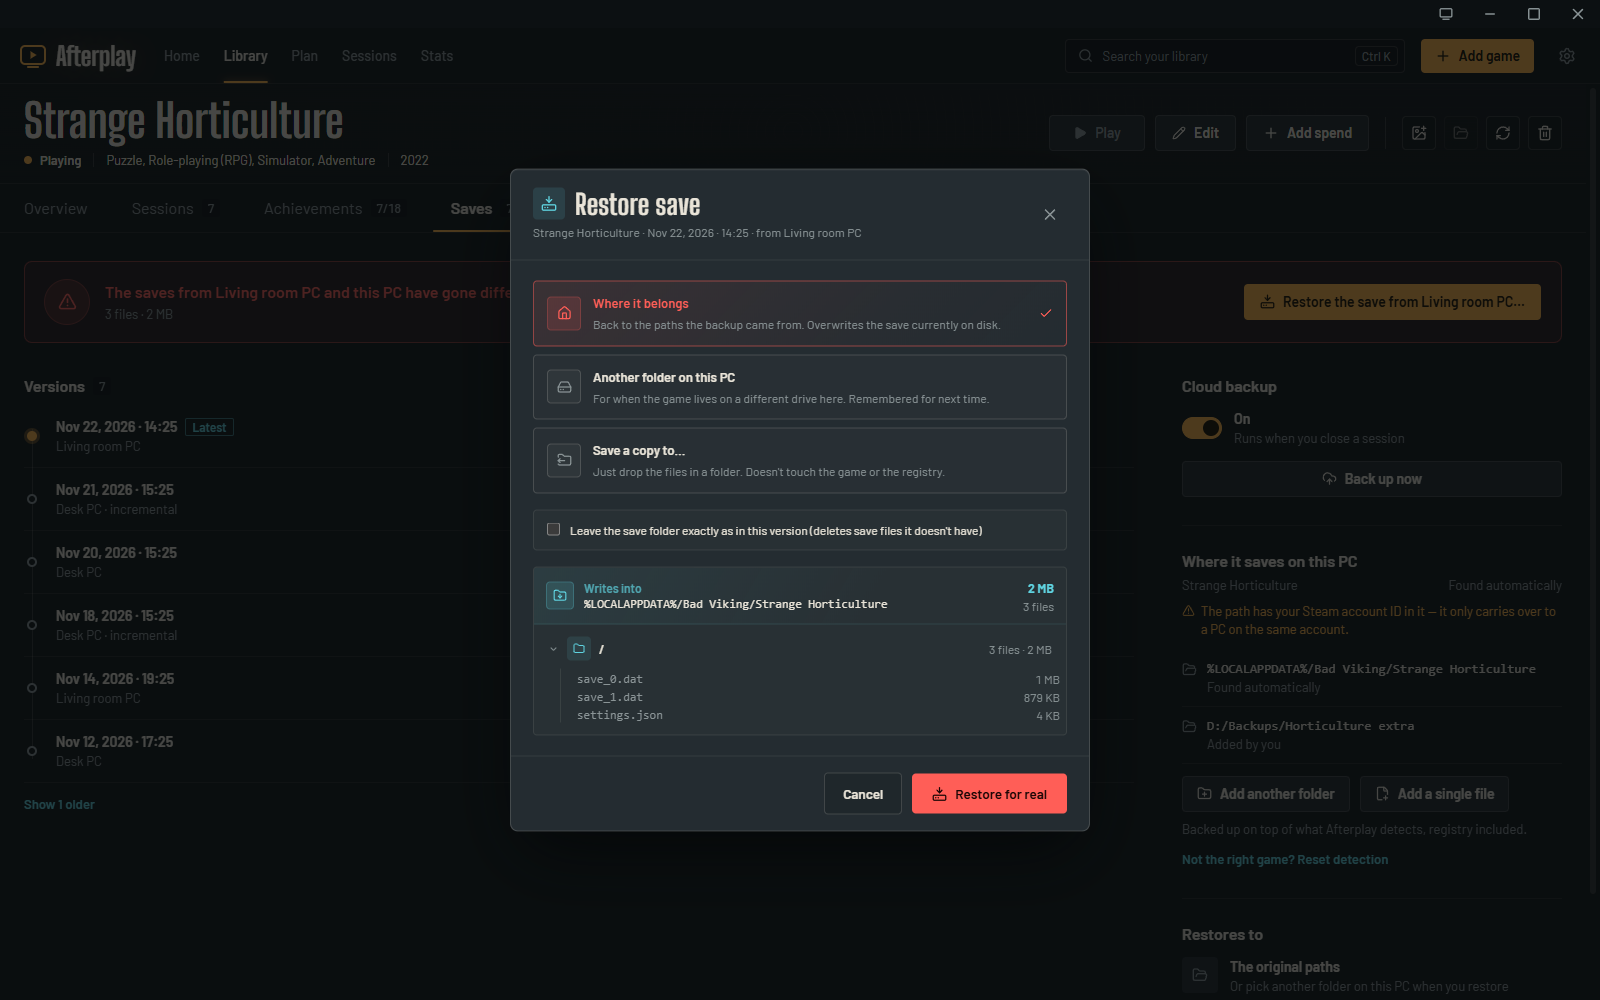 Afterplay
Home
Library
Plan
Sessions
Stats
Search your library
Ctrl K
Add game
Strange Horticulture
Playing
Puzzle, Role-playing (RPG), Simulator, Adventure
2022
Play
Edit
Add spend
Overview
Sessions 7
Achievements 7/18
Saves
The saves from Living room PC and this PC have gone
3 files · 2 MB
Restore the save from Living room PC...
Versions 7
Nov 22, 2026 · 14:25 Latest
Living room PC
Nov 21, 2026 · 15:25
Desk PC · incremental
Nov 20, 2026 · 15:25
Desk PC
Nov 18, 2026 · 15:25
Desk PC · incremental
Nov 14, 2026 · 19:25
Living room PC
Nov 12, 2026 · 17:25
Desk PC
Show 1 older
Restore save
Strange Horticulture · Nov 22, 2026 · 14:25 · from Living room PC
Where it belongs
Back to the paths the backup came from. Overwrites the save currently on disk.
Another folder on this PC
For when the game lives on a different drive here. Remembered for next time.
Save a copy to...
Just drop the files in a folder. Doesn't touch the game or the registry.
Leave the save folder exactly as in this version (deletes save files it doesn't have)
Writes into
%LOCALAPPDATA%/Bad Viking/Strange Horticulture
2 MB
3 files
/
3 files · 2 MB
save_0.dat
1 MB
save_1.dat
879 KB
settings.json
4 KB
Cancel
Restore for real
Cloud backup
On
Runs when you close a session
Back up now
Where it saves on this PC
Strange Horticulture
Found automatically
The path has your Steam account ID in it — it only carries over to
a PC on the same account.
%LOCALAPPDATA%/Bad Viking/Strange Horticulture
Found automatically
D:/Backups/Horticulture extra
Added by you
Add another folder
Add a single file
Backed up on top of what Afterplay detects, registry included.
Not the right game? Reset detection
Restores to
The original paths
Or pick another folder on this PC when you restore